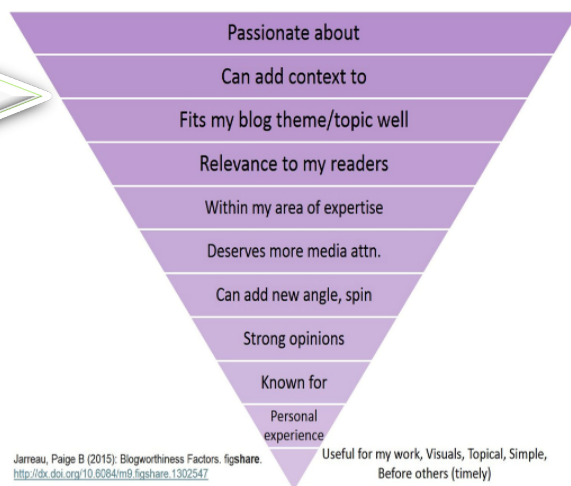 Passionate about
Can add context to
Fits my blog theme/topic well
Relevance to my readers
Within my area of expertise
Deserves more media attn.
Can add new angle, spin
Strong opinions
Known for
Personal
experience
Useful for my work, Visuals, Topical, Simple,
Before others (timely)
Jarreau, Paige B (2015): Blogworthiness Factors. figshare.
http://dx.doi.org/10.6084/m9.figshare.1302547